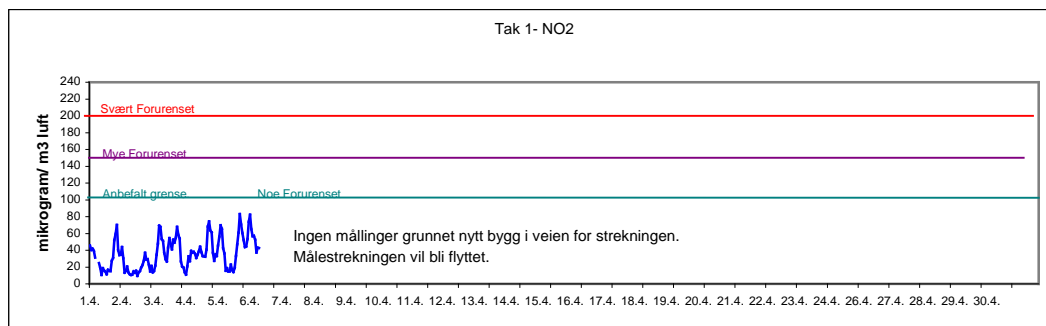 Tak 1- NO2
mikrogram/ m3 luft
240
220
200
180
160
140
120
100
80
60
40
20
0
Svært Forurenset
Mye Forurenset
Anbefalt grense Noe Forurenset
Ingen mållinger grunnet nytt bygg i veien for strekningen.
Målestrekningen vil bli flyttet.
1.4. 2.4. 3.4. 4.4. 5.4. 6.4. 7.4. 8.4. 9.4. 10.4. 11.4. 12.4. 13.4. 14.4. 15.4. 16.4. 17.4. 18.4. 19.4. 20.4. 21.4. 22.4. 23.4. 24.4. 25.4. 26.4. 27.4. 28.4. 29.4. 30.4.